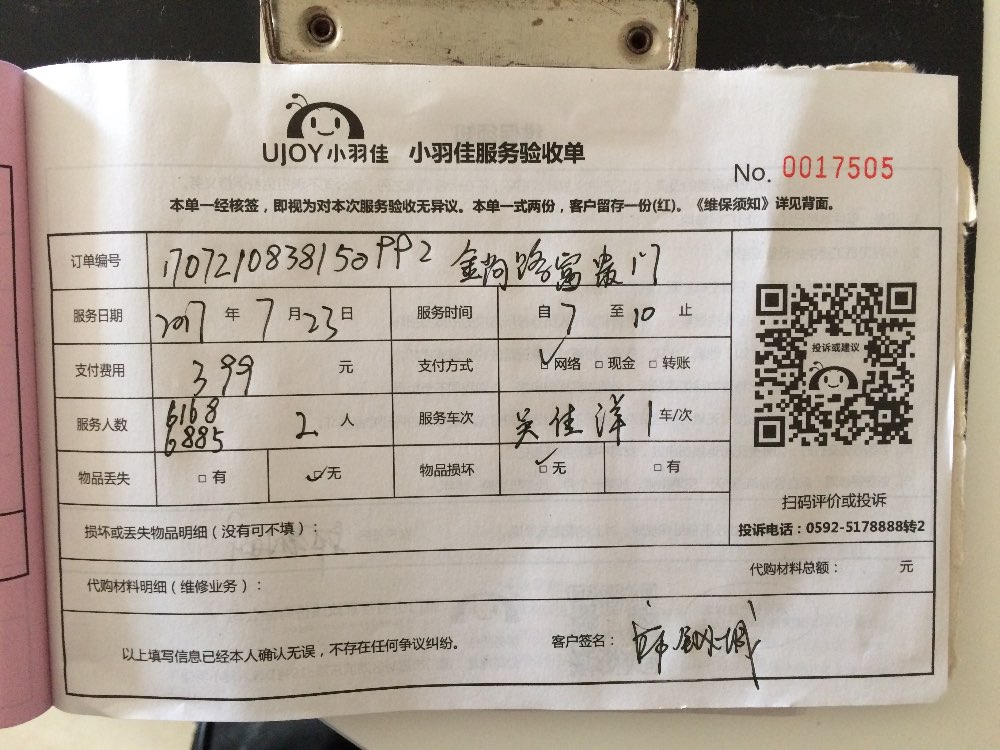 UJOY小羽佳 小羽佳服务验收单
No. 0017505
本单一经核签，即视为对本次服务验收无异议。本单一式两份，客户留存一份(红)。《维保须知》详见背面。
订单编号 170721083815099 2 金尚路富贵门
服务日期 2017 年 7 月 23 日 服务时间 自 7 至 10 止
支付费用 399 元 支付方式 ☑网络 □现金 □转账
服务人数 6168 6885 2 人 服务车次 吴佳洋 1 车/次
物品丢失 □有 ☑无 物品损坏 ☑无 □有
投诉或建议
扫码评价或投诉
投诉电话：0592-5178888转2
损坏或丢失物品明细（没有可不填）：
代购材料明细（维修业务）： 代购材料总额： 元
以上填写信息已经本人确认无误，不存在任何争议纠纷。 客户签名：